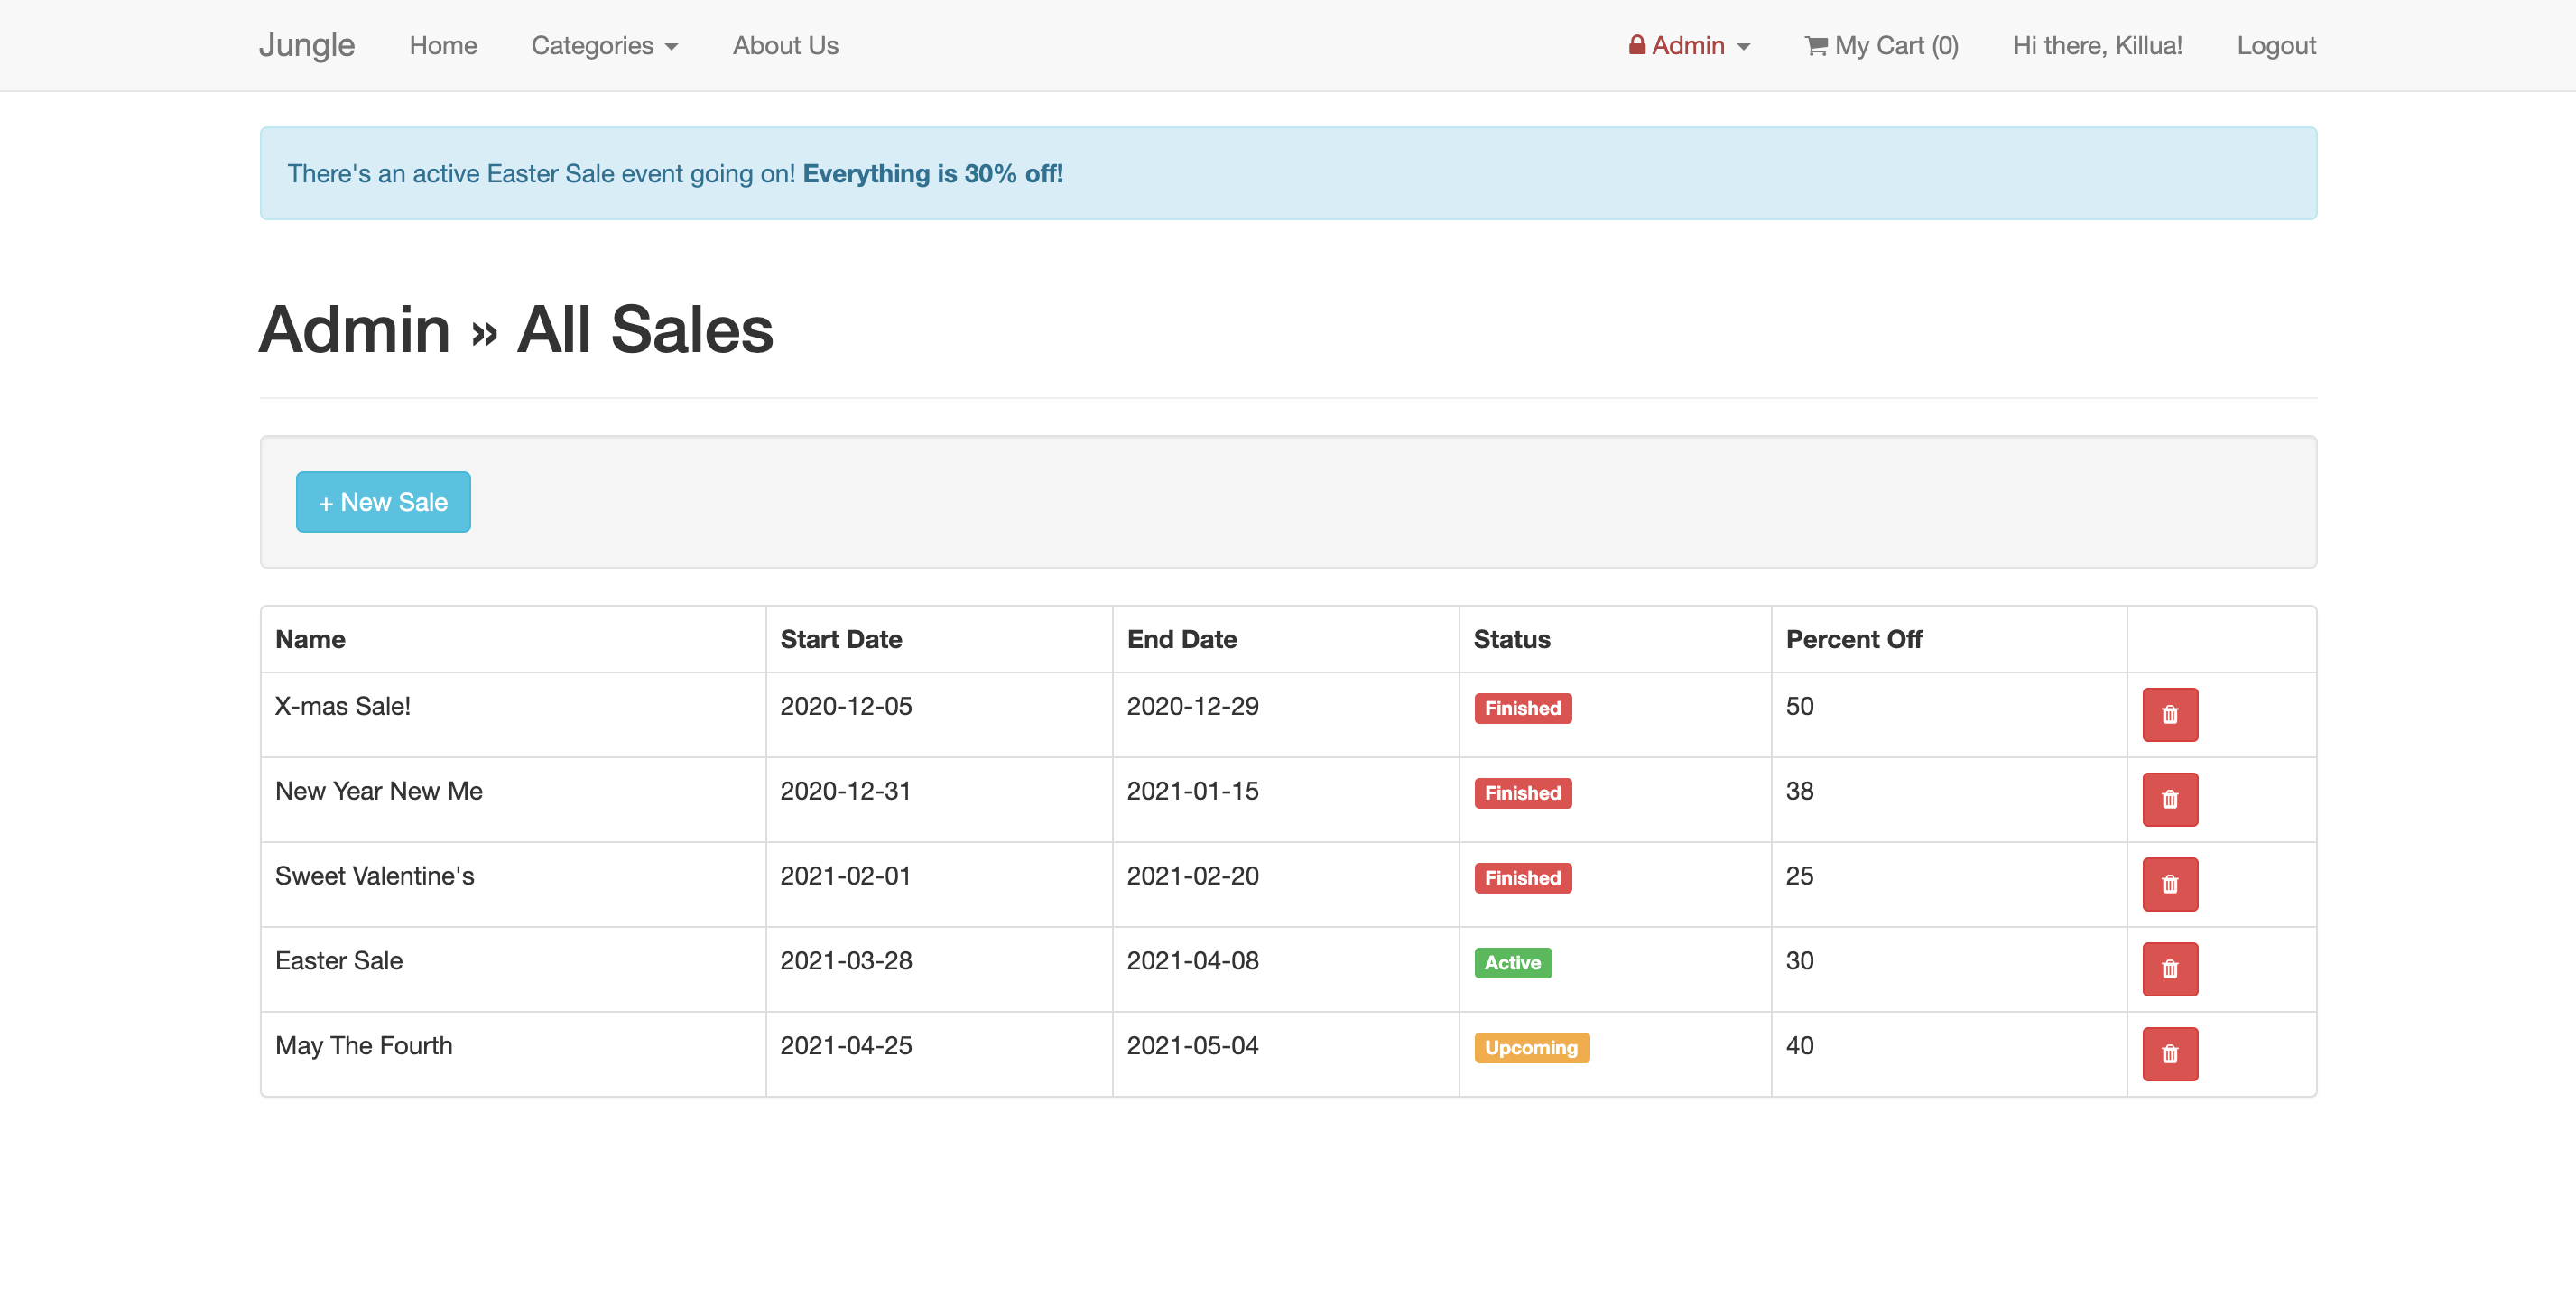 Jungle Home Categories About Us Admin My Cart (0) Hi there, Killua! Logout
There's an active Easter Sale event going on! Everything is 30% off!
Admin » All Sales
+ New Sale
Name Start Date End Date Status Percent Off
X-mas Sale! 2020-12-05 2020-12-29 Finished 50
New Year New Me 2020-12-31 2021-01-15 Finished 38
Sweet Valentine's 2021-02-01 2021-02-20 Finished 25
Easter Sale 2021-03-28 2021-04-08 Active 30
May The Fourth 2021-04-25 2021-05-04 Upcoming 40